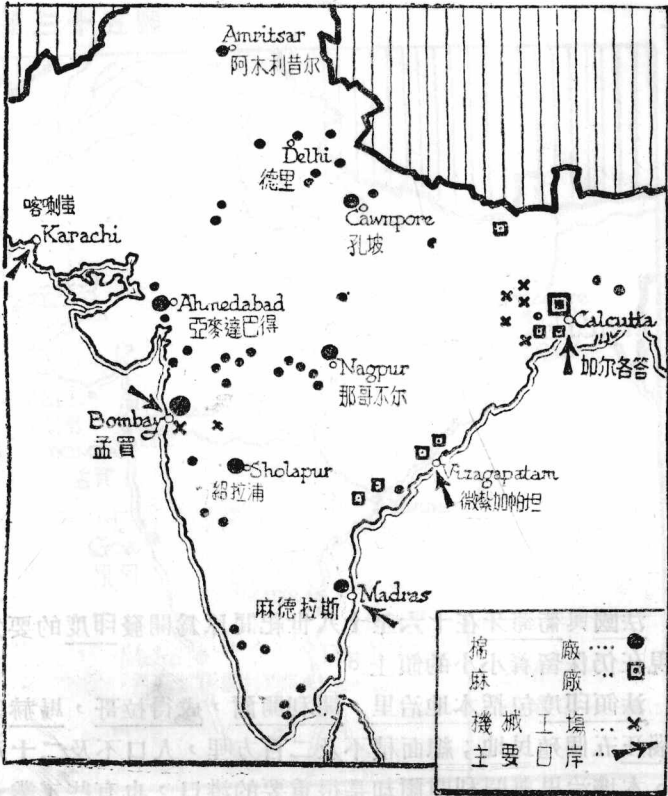 Amritsar
阿木利昔尔
Delhi
德里
Cawnpore
孔坡
喀喇蚩
Karachi
Ahmedabad
亞麥達巴得
Calcutta
加尔各答
Nagpur
那哥不尔
Bombay
孟買
Sholapur
紹拉浦
Vizagapatam
微紮加帕坦
麻德拉斯
Madras
棉廠
麻廠
機械工場
主要口岸